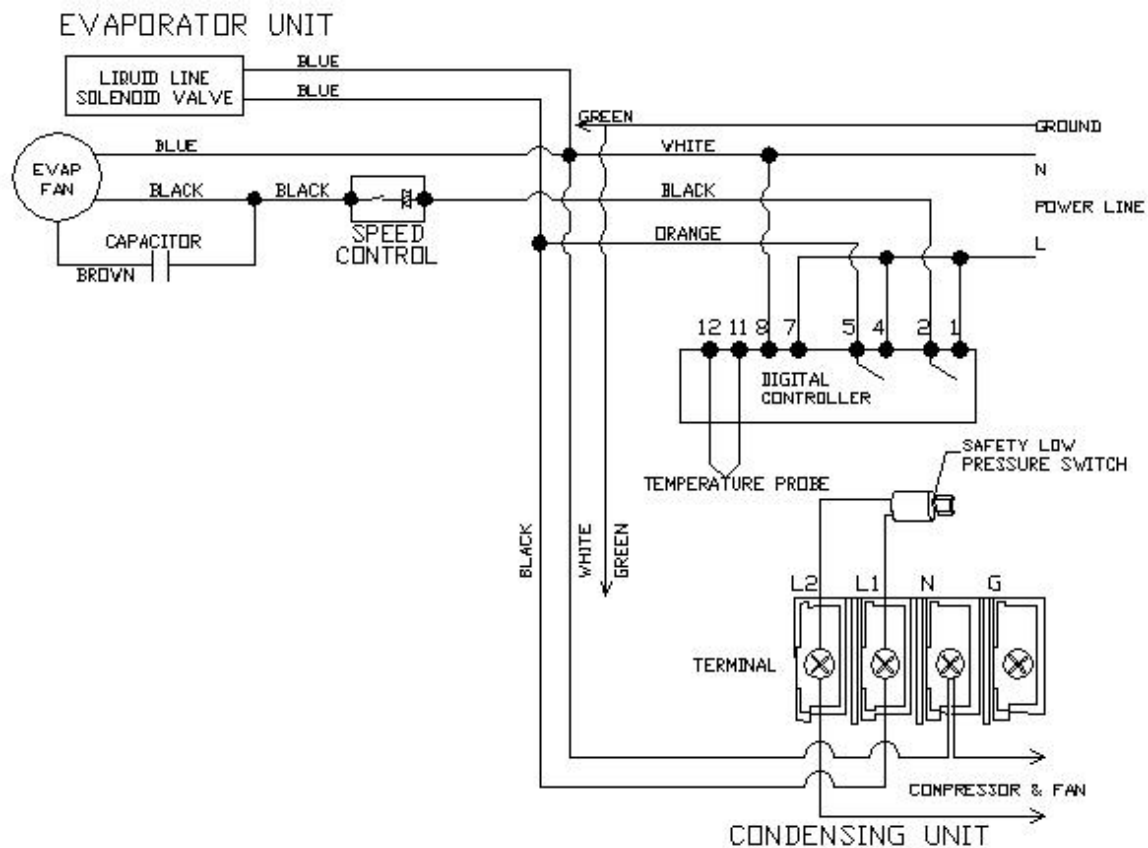 EVAPORATOR UNIT
LIRUID LINE
SOLENOID VALVE
BLUE
BLUE
GREEN
GROUND
BLUE
WHITE
N
EVAP
FAN
BLACK
BLACK
BLACK
POWER LINE
SPEED
CONTROL
ORANGE
L
CAPACITOR
BROWN
12 11 8 7 5 4 2 1
DIGITAL
CONTROLLER
SAFETY LOW
PRESSURE SWITCH
TEMPERATURE PROBE
BLACK
WHITE
GREEN
L2 L1 N G
TERMINAL
CONPRESSOR & FAN
CONDENSING UNIT